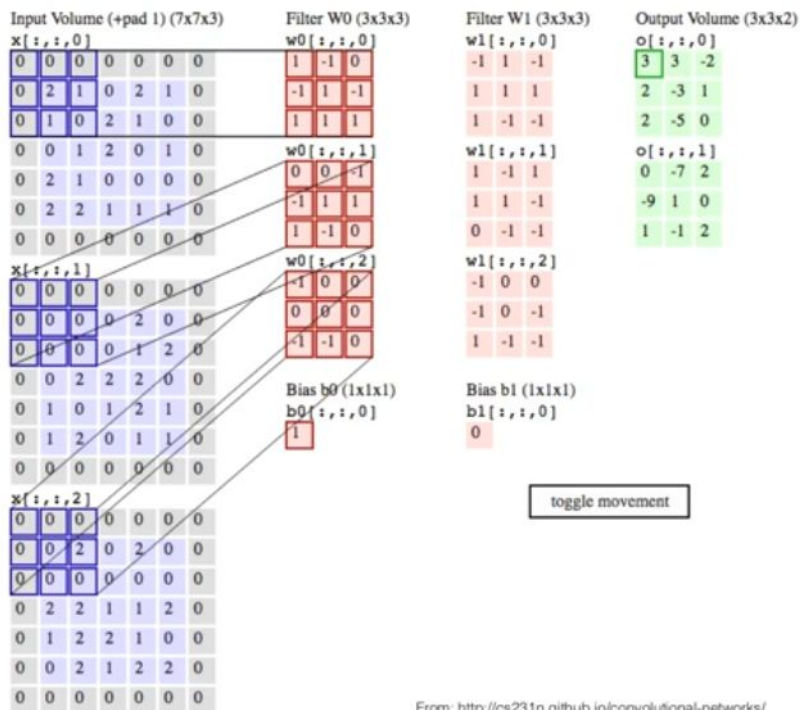 Input Volume (+pad 1) (7x7x3)
x[:,:,0]
0 0 0 0 0 0 0
0 2 1 0 2 1 0
0 1 0 2 1 0 0
0 0 1 2 0 1 0
0 2 1 0 0 0 0
0 2 2 1 1 1 0
0 0 0 0 0 0 0
x[:,:,1]
0 0 0 0 0 0 0
0 0 0 0 2 0 0
0 0 0 0 1 2 0
0 0 2 2 2 0 0
0 1 0 1 2 1 0
0 1 2 0 1 1 0
0 0 0 0 0 0 0
x[:,:,2]
0 0 0 0 0 0 0
0 0 2 0 2 0 0
0 0 0 0 0 0 0
0 2 2 1 1 2 0
0 1 2 2 1 0 0
0 0 2 1 2 2 0
0 0 0 0 0 0 0
Filter W0 (3x3x3)
w0[:,:,0]
1 -1 0
-1 1 -1
1 1 1
w0[:,:,1]
0 0 -1
-1 1 1
1 -1 0
w0[:,:,2]
-1 0 0
0 0 0
-1 -1 0
Bias b0 (1x1x1)
b0[:,:,0]
1
Filter W1 (3x3x3)
w1[:,:,0]
-1 1 -1
1 1 1
1 -1 -1
w1[:,:,1]
1 -1 1
1 1 -1
0 -1 -1
w1[:,:,2]
-1 0 0
-1 0 -1
1 -1 -1
Bias b1 (1x1x1)
b1[:,:,0]
0
Output Volume (3x3x2)
o[:,:,0]
3 3 -2
2 -3 1
2 -5 0
o[:,:,1]
0 -7 2
-9 1 0
1 -1 2
toggle movement
From: http://cs231n.github.io/convolutional-networks/